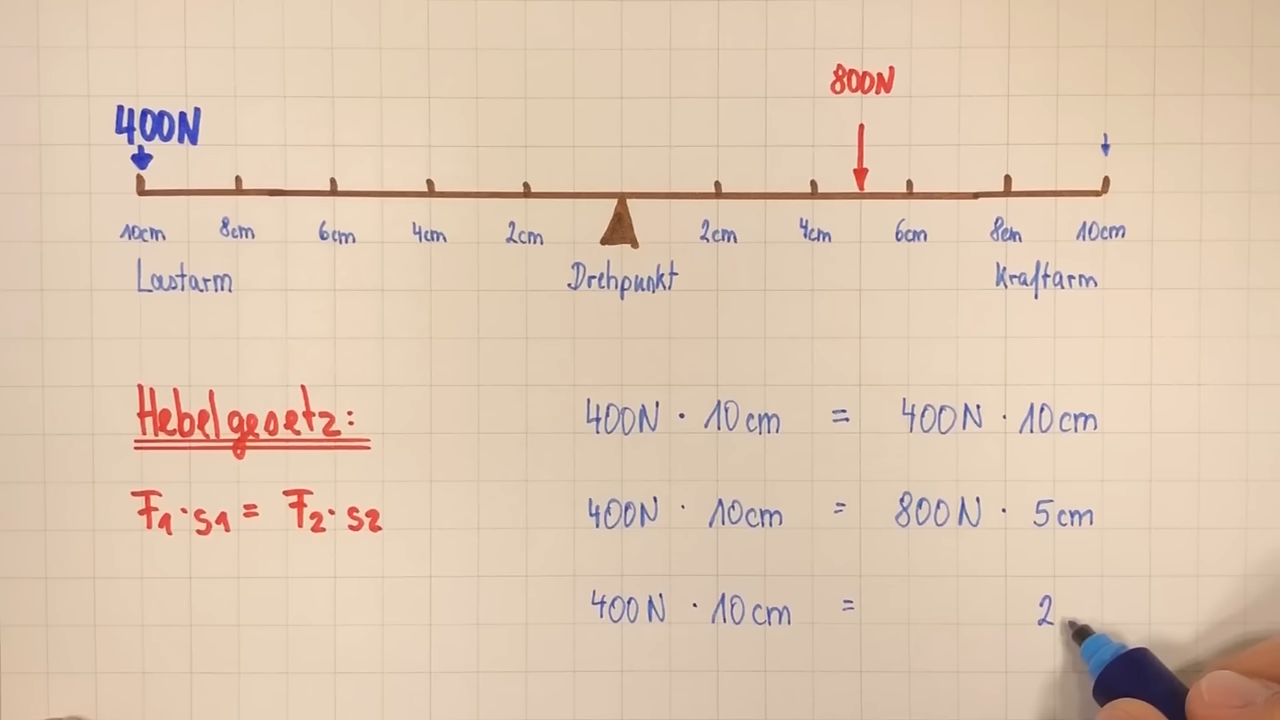 800N
400N
10cm 8cm 6cm 4cm 2cm 2cm 4cm 6cm 8cm 10cm
Lastarm Drehpunkt Kraftarm
Hebelgesetz:
400N · 10cm = 400N · 10cm
F1·s1 = F2·s2
400N · 10cm = 800N · 5cm
400N · 10cm = 2